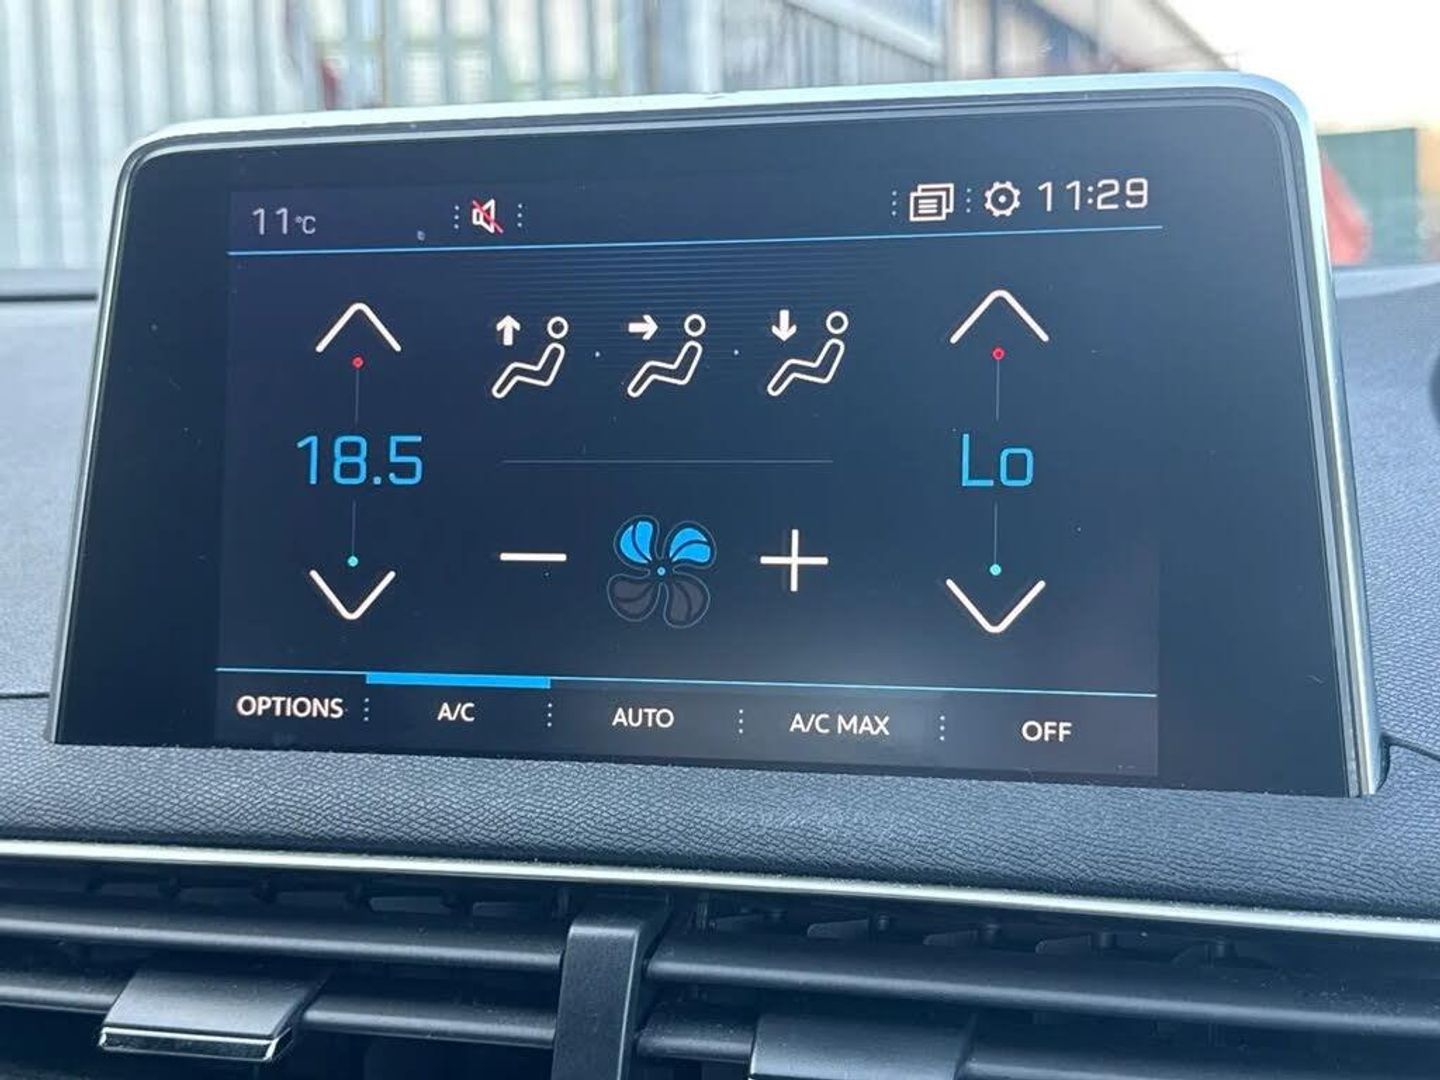 11°C 11:29
18.5 Lo
OPTIONS A/C AUTO A/C MAX OFF